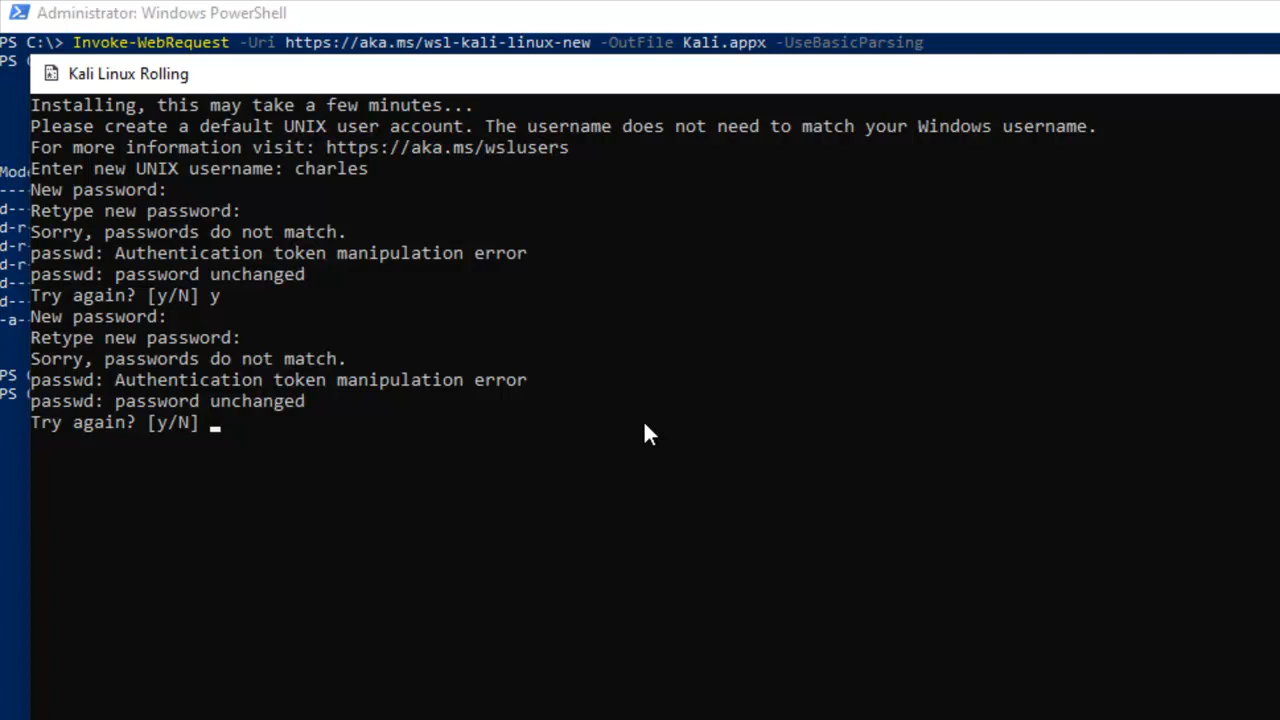 Administrator: Windows PowerShell
PS C:\> Invoke-WebRequest -Uri https://aka.ms/wsl-kali-linux-new -OutFile Kali.appx -UseBasicParsing
PS
Kali Linux Rolling
Installing, this may take a few minutes...
Please create a default UNIX user account. The username does not need to match your Windows username.
For more information visit: https://aka.ms/wslusers
Enter new UNIX username: charles
Mode
New password:
----
Retype new password:
d--
d-r
Sorry, passwords do not match.
d-r
passwd: Authentication token manipulation error
d-r
passwd: password unchanged
d--
Try again? [y/N] y
d--
New password:
-a-
Retype new password:
Sorry, passwords do not match.
PS
passwd: Authentication token manipulation error
PS
passwd: password unchanged
Try again? [y/N]